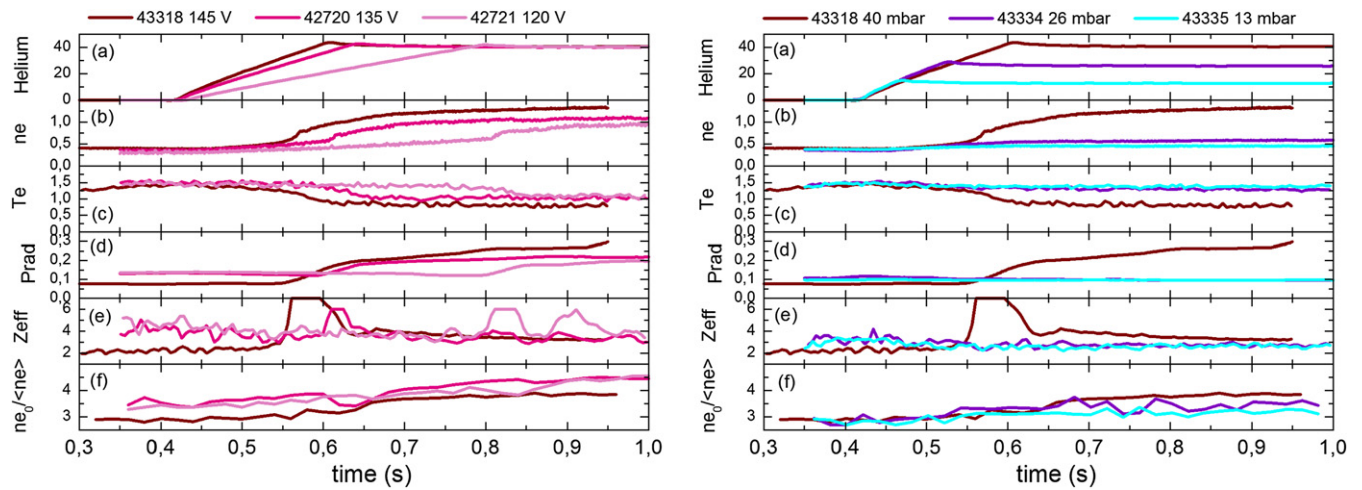 43318 145 V 42720 135 V 42721 120 V
Helium
40
20
0
(a)
ne
1,0
0,5
0,0
(b)
Te
1,5
1,0
0,5
(c)
Prad
0,3
0,2
0,1
0,0
(d)
Zeff
6
4
2
(e)
ne₀/<ne>
4
3
(f)
0,3 0,4 0,5 0,6 0,7 0,8 0,9 1,0
time (s)
43318 40 mbar 43334 26 mbar 43335 13 mbar
Helium
40
20
0
(a)
ne
1,0
0,5
0,0
(b)
Te
1,5
1,0
0,5
(c)
Prad
0,3
0,2
0,1
0,0
(d)
Zeff
6
4
2
(e)
ne₀/<ne>
4
3
(f)
0,3 0,4 0,5 0,6 0,7 0,8 0,9 1,0
time (s)